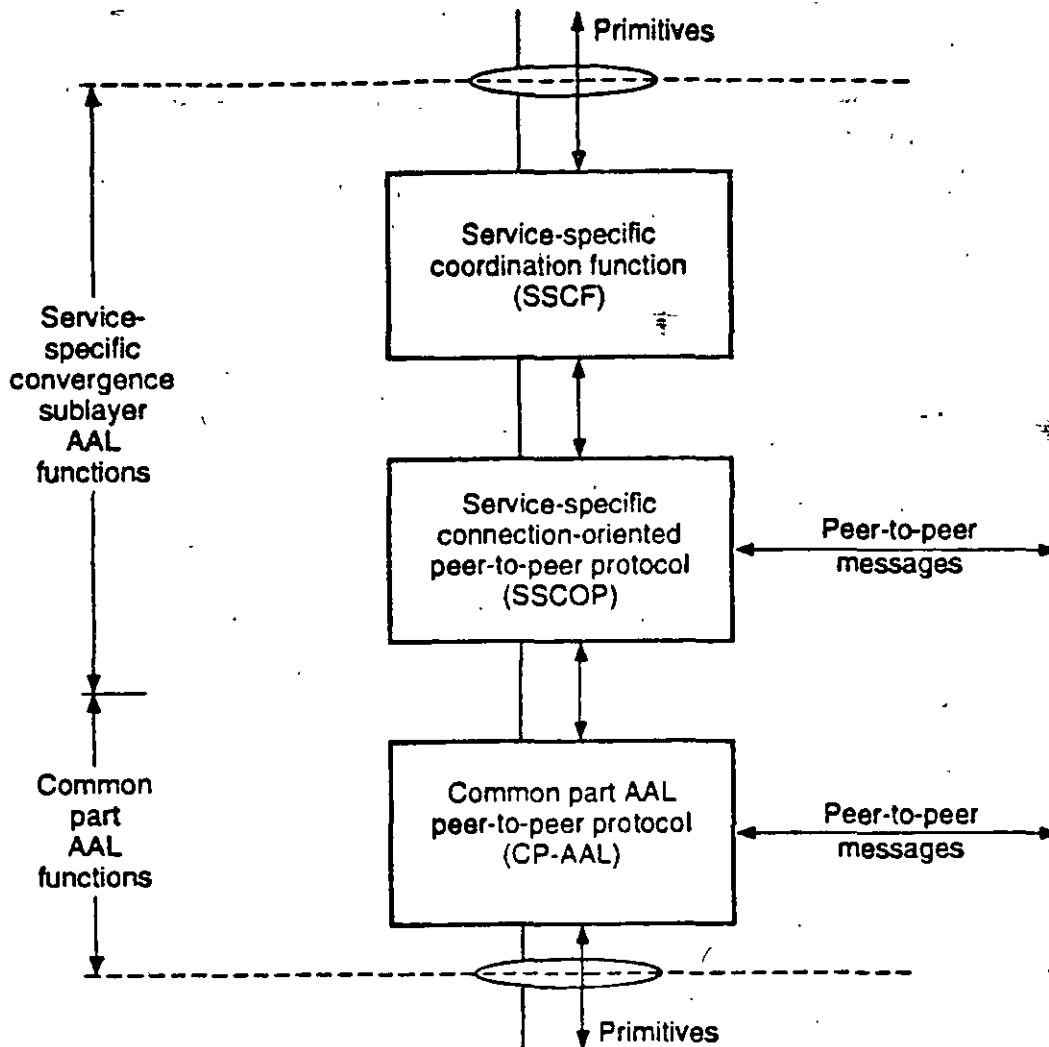 Primitives
Service-specific
coordination function
(SSCF)
Service-
specific
convergence
sublayer
AAL
functions
Service-specific
connection-oriented
peer-to-peer protocol
(SSCOP)
Peer-to-peer
messages
Common
part
AAL
functions
Common part AAL
peer-to-peer protocol
(CP-AAL)
Peer-to-peer
messages
Primitives